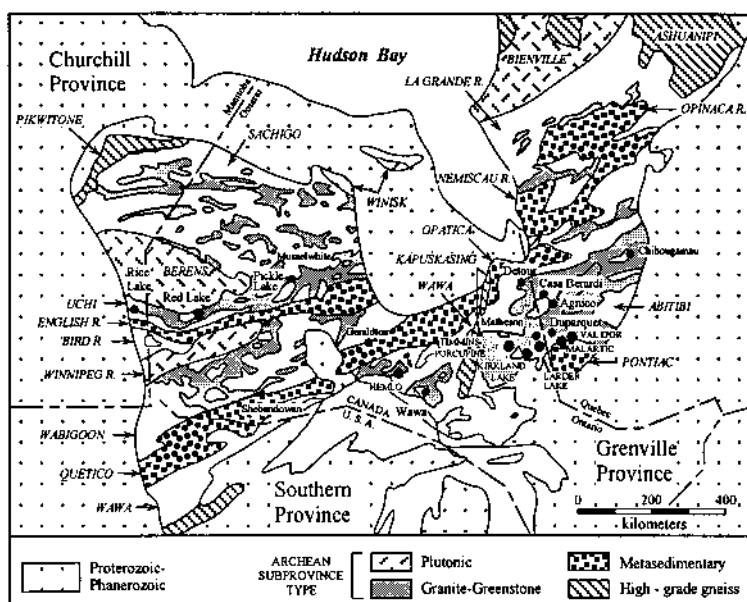 Churchill
Province
Hudson Bay
ASHUANIPI
BIENVILLE
LA GRANDE R.
OPINACA R.
Manitoba
Ontario
PIKWITONEI
SACHIGO
WINISK
NEMISCAU R.
OPATICA
KAPUSKASING
WAWA
Detour
Chibougamau
Casa Berardi
Agnico
ABITIBI
Musselwhite
Rice
Lake
BERENS
Pickle
Lake
Red Lake
UCHI
ENGLISH R.
BIRD R.
WINNIPEG R.
Geraldton
TIMMINS-
PORCUPINE
Matheson
Duparquet
VAL D'OR
MALARTIC
KIRKLAND
LAKE
LARDER
LAKE
PONTIAC
HEMLO
Wawa
Shebandowan
CANADA
U.S.A.
Quebec
Ontario
WABIGOON
QUETICO
WAWA
Southern
Province
Grenville
Province
0 200 400
kilometers
Proterozoic-
Phanerozoic
ARCHEAN
SUBPROVINCE
TYPE
Plutonic
Granite-Greenstone
Metasedimentary
High - grade gneiss